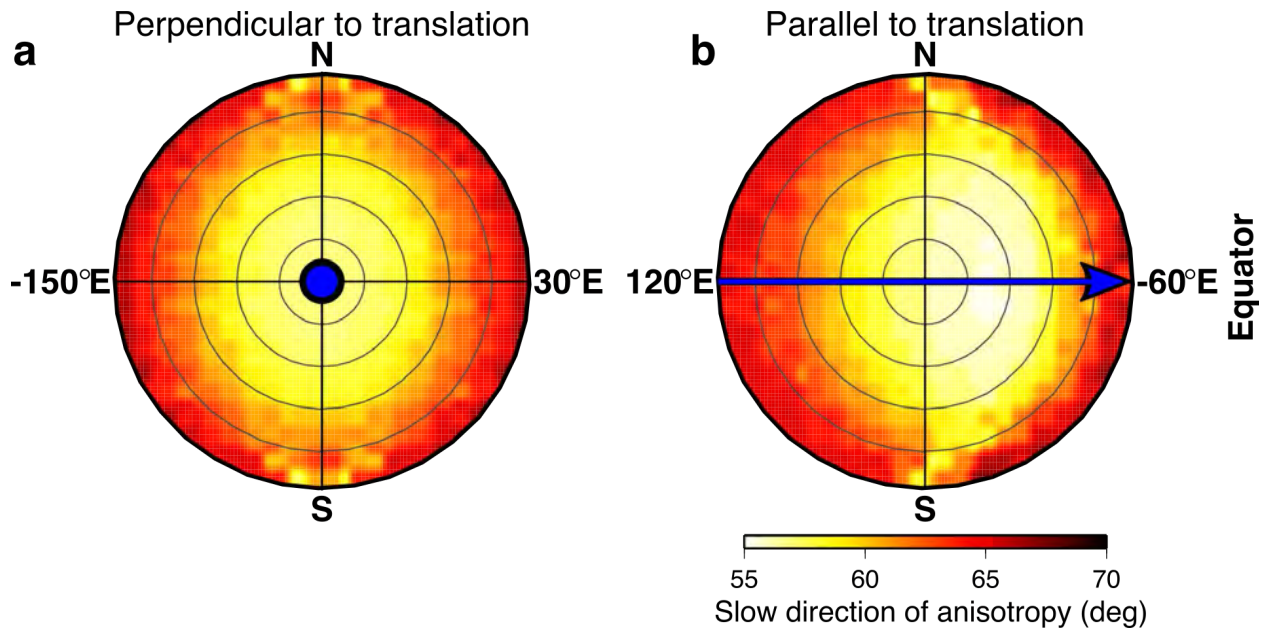 Perpendicular to translation
Parallel to translation
a
b
N
N
-150°E
30°E
120°E
-60°E
Equator
S
S
55 60 65 70
Slow direction of anisotropy (deg)